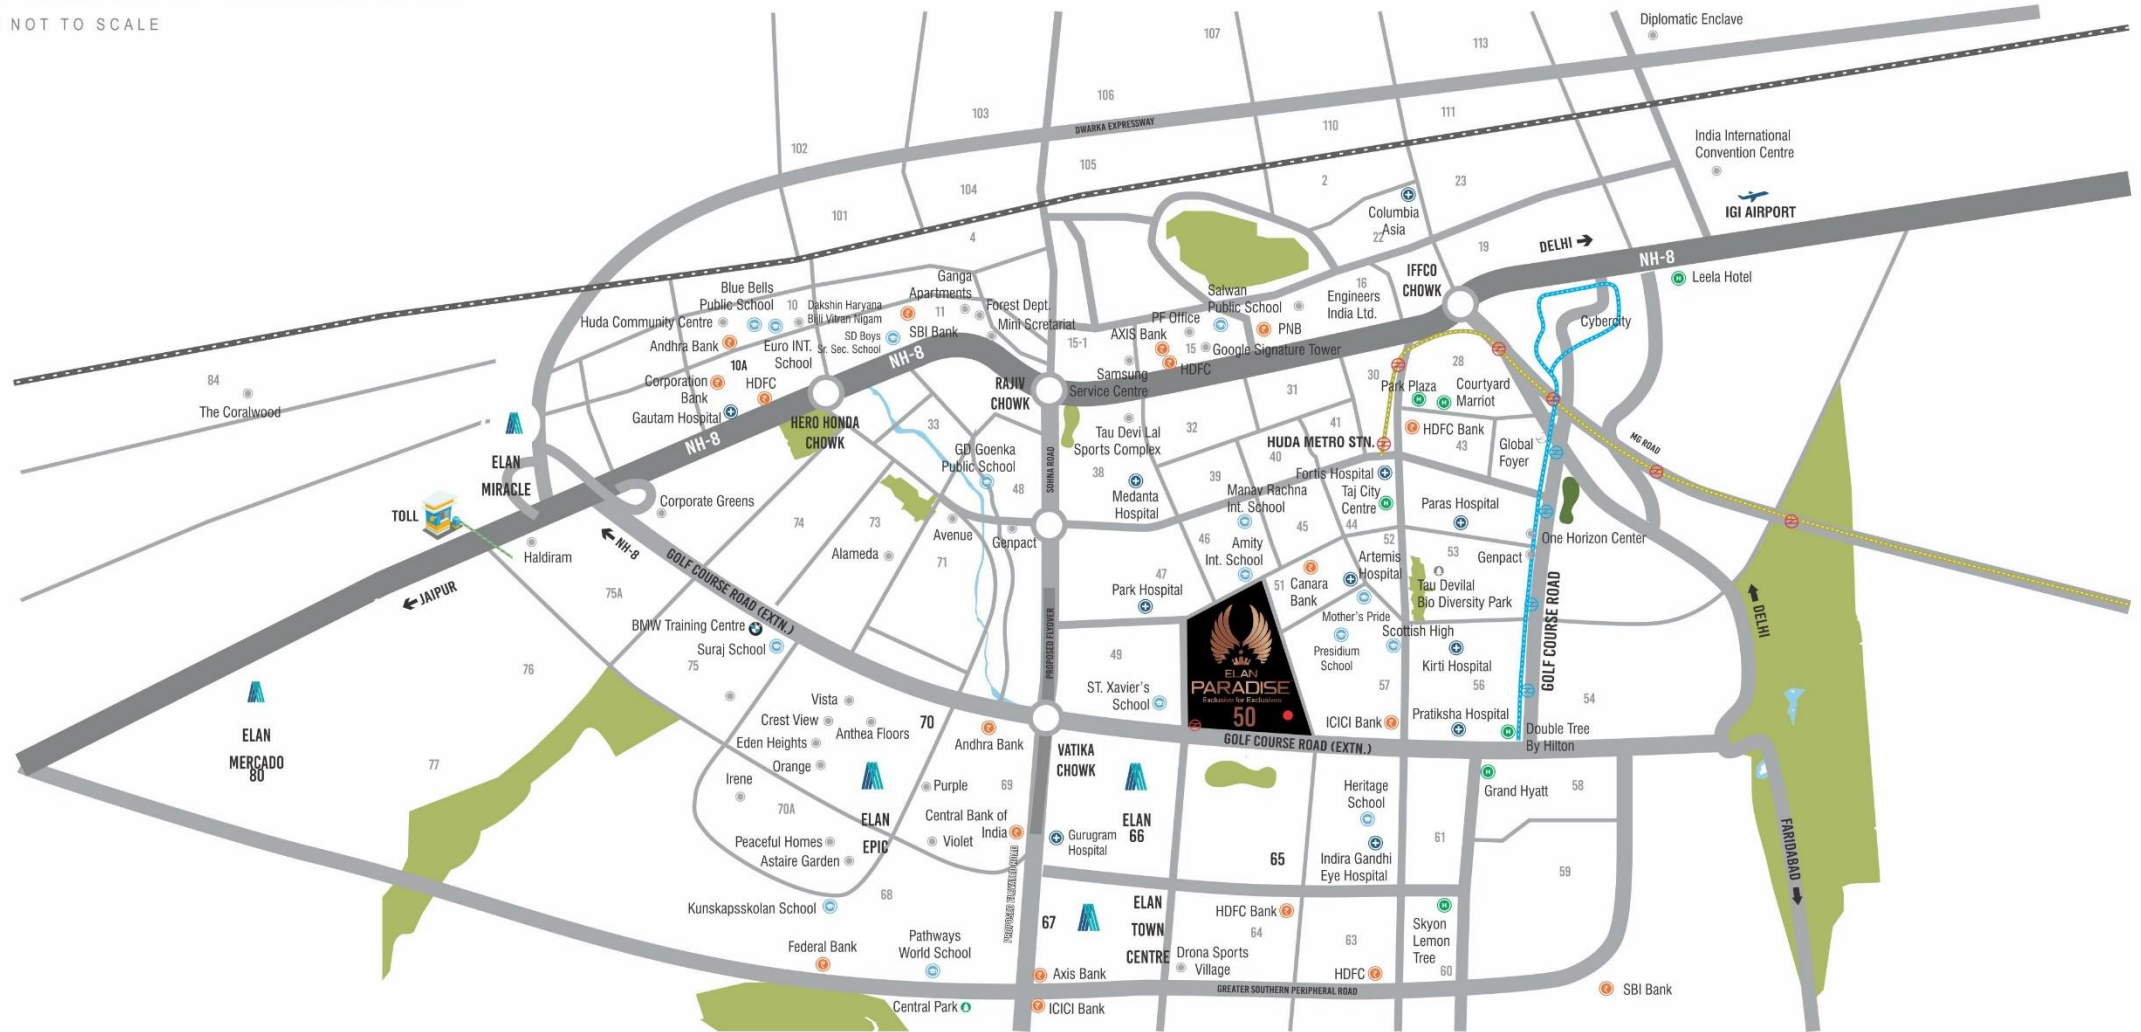 NOT TO SCALE
Diplomatic Enclave
107
113
106
103
DWARKA EXPRESSWAY
111
110
102
India International
Convention Centre
105
104
2
23
101
IGI AIRPORT
Columbia
Asia
22
4
19
DELHI
NH-8
Leela Hotel
IFFCO
CHOWK
Ganga
Apartments
Blue Bells
Public School
10
Dakshin Haryana
Bijli Vitran Nigam
11
Forest Dept.
Mini Scretariat
Salwan
Public School
16
Engineers
India Ltd.
Huda Community Centre
SD Boys
Sr. Sec. School
SBI Bank
PF Office
AXIS Bank
PNB
Cybercity
Andhra Bank
Euro INT.
School
NH-8
15-1
15
Google Signature Tower
HDFC
28
10A
Corporation
Bank
HDFC
Samsung
Service Centre
RAJIV
CHOWK
31
30
Park Plaza
Courtyard
Marriot
84
The Coralwood
Gautam Hospital
HERO HONDA
CHOWK
NH-8
33
Tau Devi Lal
Sports Complex
32
41
HUDA METRO STN.
HDFC Bank
43
Global
Foyer
MG ROAD
GD Goenka
Public School
48
SOHNA ROAD
38
39
40
Fortis Hospital
ELAN
MIRACLE
Medanta
Hospital
Manav Rachna
Int. School
Taj City
Centre
Paras Hospital
TOLL
Corporate Greens
74
73
Avenue
Genpact
45
44
46
Amity
Int. School
52
53
Genpact
One Horizon Center
Haldiram
NH-8
Alameda
71
47
Artemis
Hospital
GOLF COURSE ROAD (EXTN.)
JAIPUR
75A
Park Hospital
51
Canara
Bank
Tau Devilal
Bio Diversity Park
GOLF COURSE ROAD
DELHI
BMW Training Centre
Suraj School
PROPOSED FLYOVER
Mother's Pride
Scottish High
49
Presidium
School
Kirti Hospital
76
75
ELAN
PARADISE
Exclusive for Exclusives
50
ST. Xavier's
School
57
56
54
Vista
Crest View
Anthea Floors
70
Eden Heights
Andhra Bank
ICICI Bank
Pratiksha Hospital
Double Tree
By Hilton
GOLF COURSE ROAD (EXTN.)
ELAN
MERCADO
80
77
Orange
Irene
VATIKA
CHOWK
Purple
69
Heritage
School
Grand Hyatt
58
70A
ELAN
EPIC
Central Bank of
India
Violet
Gurugram
Hospital
ELAN
66
61
Peaceful Homes
Astaire Garden
65
Indira Gandhi
Eye Hospital
FARIDABAD
59
PROPOSED ELEVATED ROAD
68
Kunskapsskolan School
67
ELAN
TOWN
CENTRE
HDFC Bank
64
Skyon
Lemon
Tree
Pathways
World School
Federal Bank
Drona Sports
Village
63
HDFC
60
Axis Bank
GREATER SOUTHERN PERIPHERAL ROAD
SBI Bank
Central Park
ICICI Bank